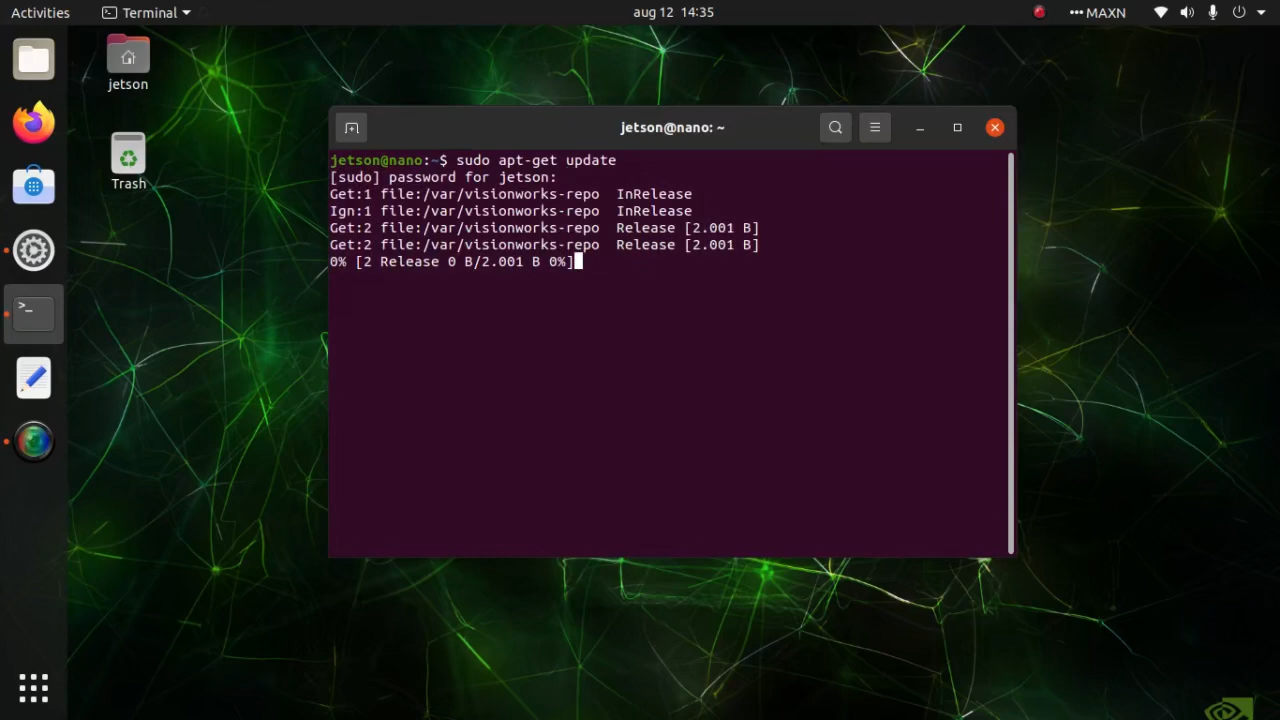 Activities Terminal aug 12 14:35 MAXN
jetson
Trash
jetson@nano: ~
jetson@nano:~$ sudo apt-get update
[sudo] password for jetson:
Get:1 file:/var/visionworks-repo  InRelease
Ign:1 file:/var/visionworks-repo  InRelease
Get:2 file:/var/visionworks-repo  Release [2.001 B]
Get:2 file:/var/visionworks-repo  Release [2.001 B]
0% [2 Release 0 B/2.001 B 0%]